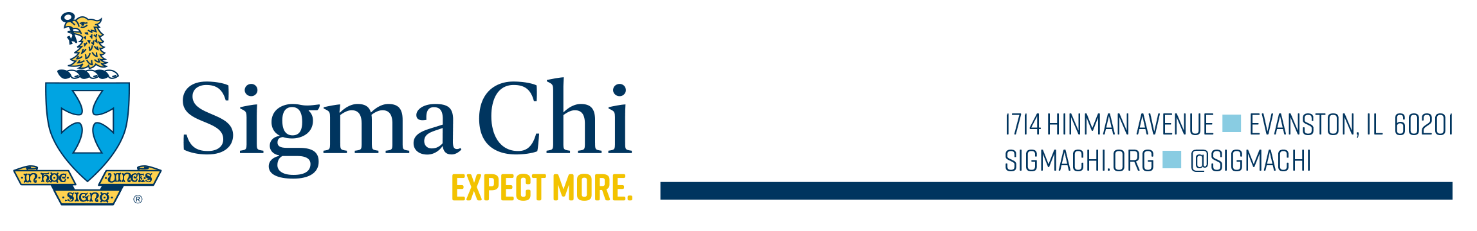 Sigma Chi
EXPECT MORE.
1714 HINMAN AVENUE ■ EVANSTON, IL 60201
SIGMACHI.ORG ■ @SIGMACHI
·IN·HOC· ·VINCES·
·SIGNO· ®